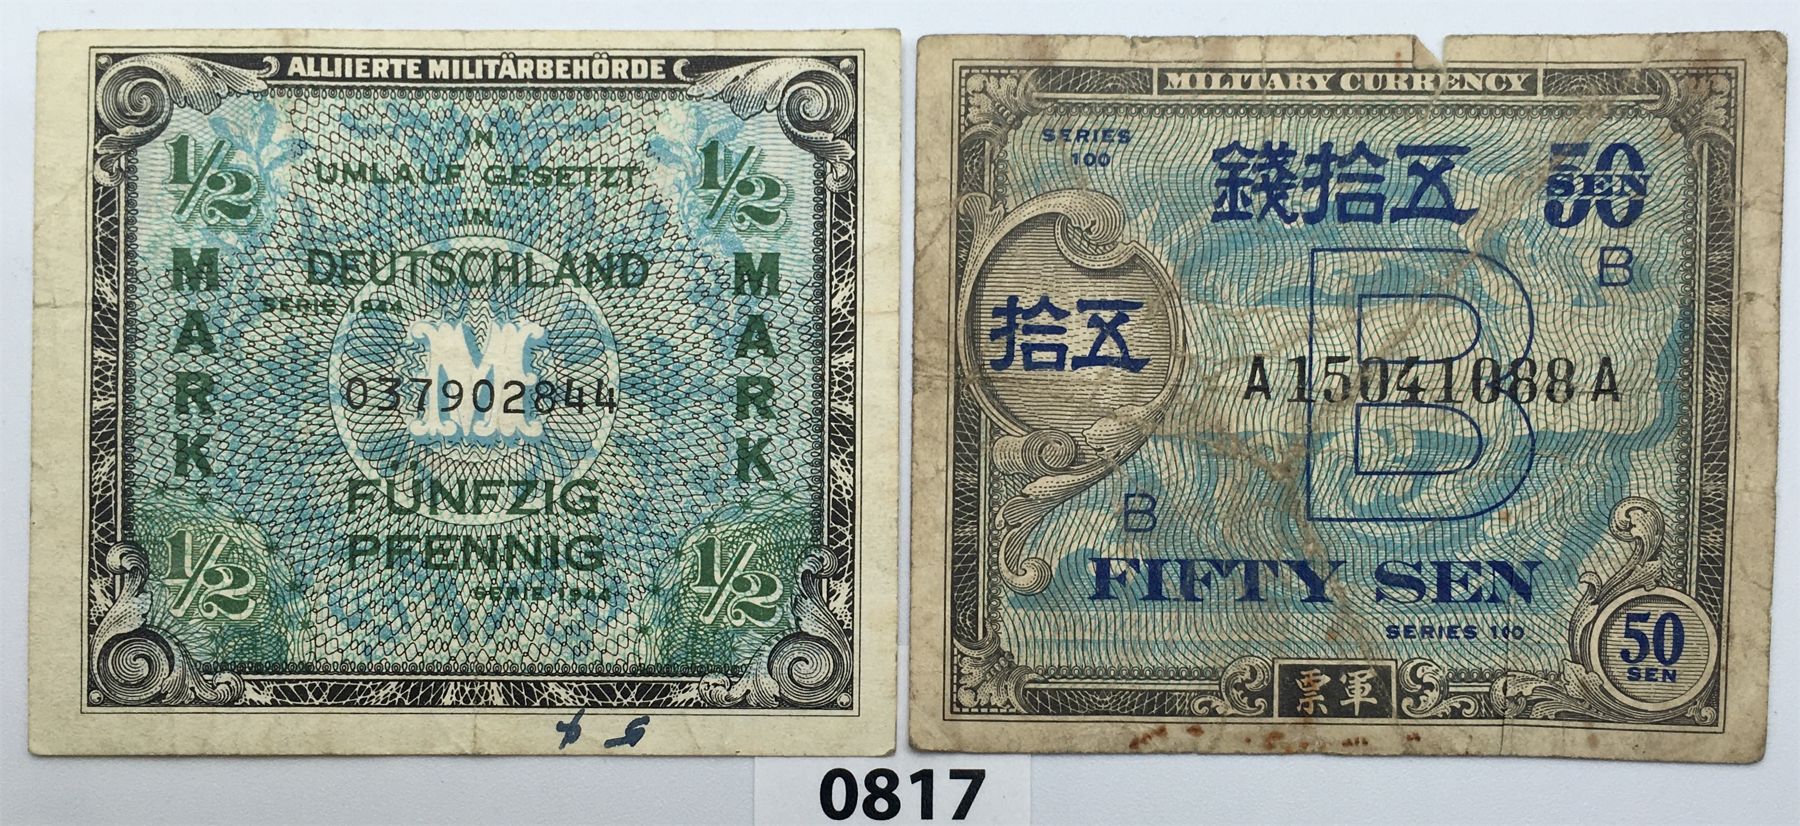 ALLIIERTE MILITÄRBEHÖRDE
1/2 1/2
IN
UMLAUF GESETZT
IN
DEUTSCHLAND
SERIE 1944
MARK
MARK
M
037902844
FÜNFZIG
PFENNIG
1/2 1/2
SERIE 1944
MILITARY CURRENCY
SERIES
100
錢拾五
50
SEN
B
拾五
B
A15041088A
B
FIFTY SEN
SERIES 100
50
SEN
票軍
0817